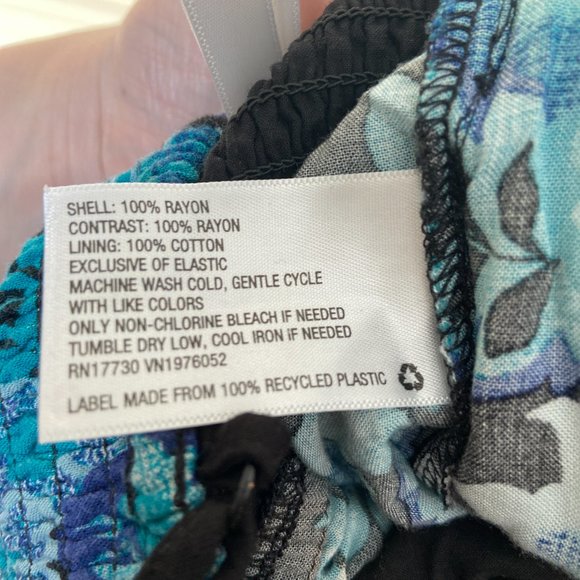 SHELL: 100% RAYON
CONTRAST: 100% RAYON
LINING: 100% COTTON
EXCLUSIVE OF ELASTIC
MACHINE WASH COLD, GENTLE CYCLE
WITH LIKE COLORS
ONLY NON-CHLORINE BLEACH IF NEEDED
TUMBLE DRY LOW, COOL IRON IF NEEDED
RN17730 VN1976052
LABEL MADE FROM 100% RECYCLED PLASTIC